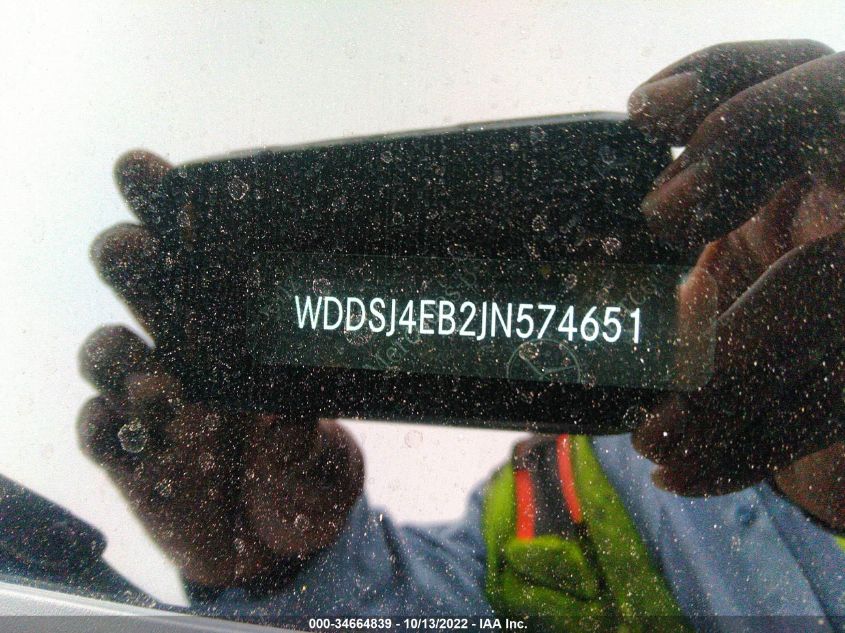 WDDSJ4EB2JN574651
000-34664839 - 10/13/2022 - IAA Inc.